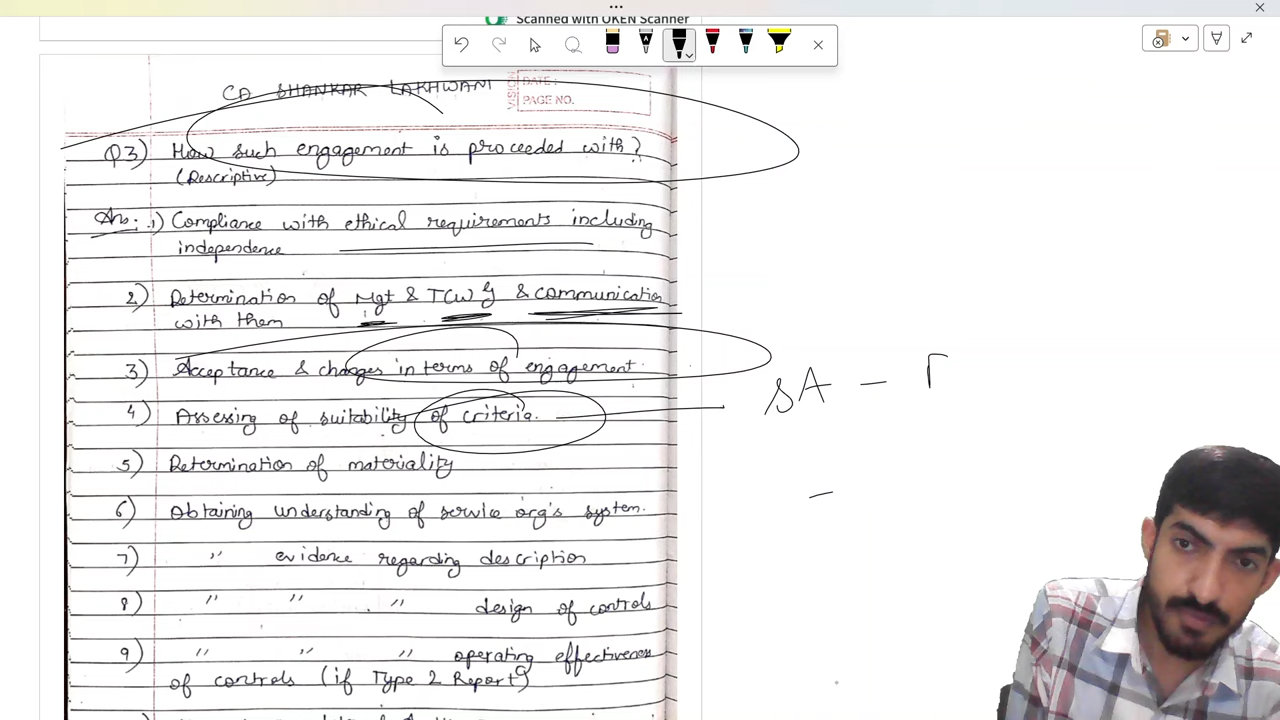 Scanned with OKEN Scanner
CA SHANKAR LAKHWANI
VISION
DATE:
PAGE NO.
Q3) How such engagement is proceeded with?
(Descriptive)
Ans: 1) Compliance with ethical requirements including
independence
2) Determination of Mgt & TCWG & communication
with them
3) Acceptance & changes in terms of engagement.
4) Assessing of suitability of criteria.
SA -
5) Determination of materiality
6) Obtaining understanding of service org's system.
7) " evidence regarding description
8) " " " design of controls
9) " " " operating effectiveness
of controls (if Type 2 Report)